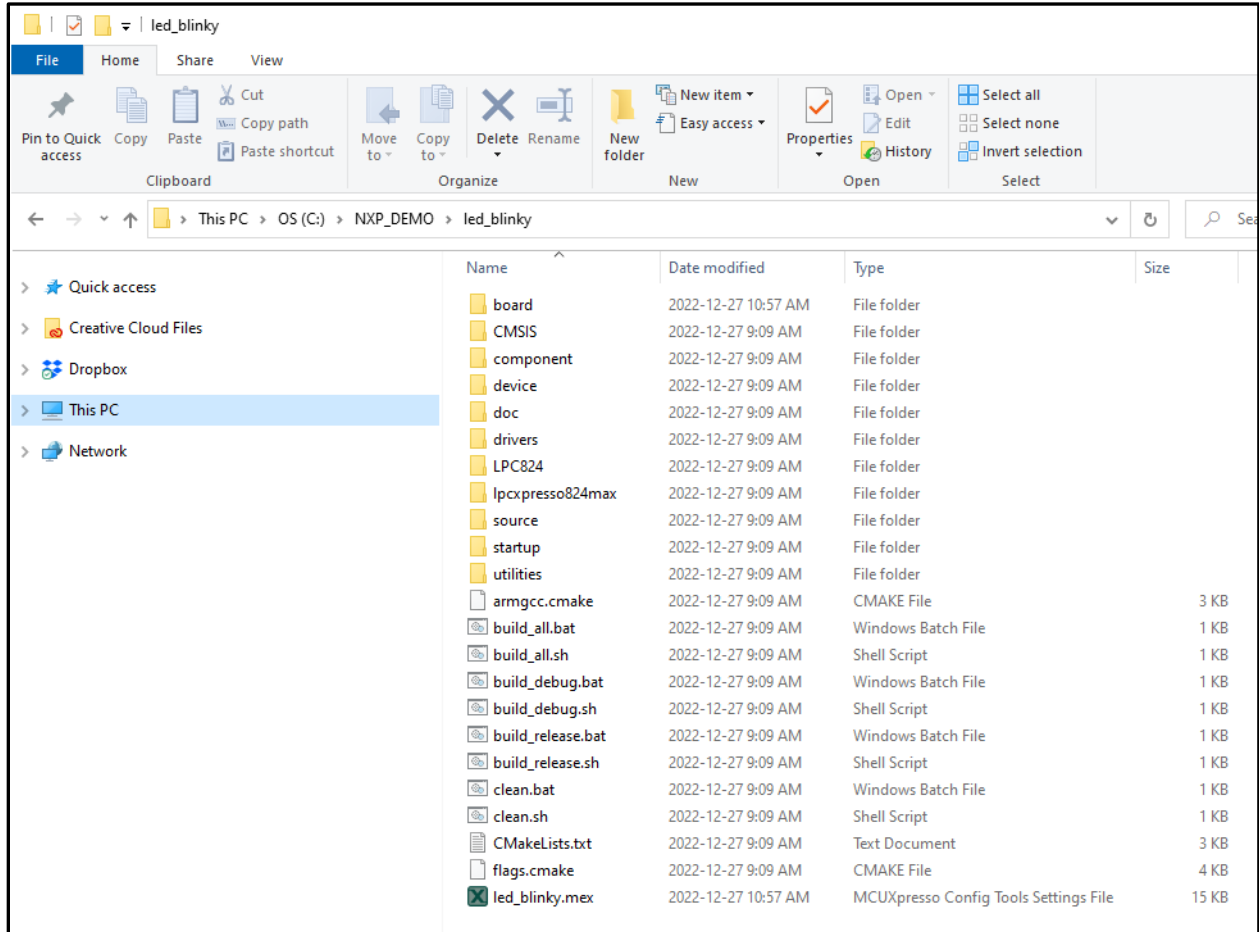 led_blinky
File Home Share View
Pin to Quick access Copy Paste Cut Copy path Paste shortcut
Move to Copy to Delete Rename New folder New item Easy access
Properties Open Edit History Select all Select none Invert selection
Clipboard Organize New Open Select
This PC OS (C:) NXP_DEMO led_blinky Sea
Name Date modified Type Size
Quick access
Creative Cloud Files
Dropbox
This PC
Network
board 2022-12-27 10:57 AM File folder
CMSIS 2022-12-27 9:09 AM File folder
component 2022-12-27 9:09 AM File folder
device 2022-12-27 9:09 AM File folder
doc 2022-12-27 9:09 AM File folder
drivers 2022-12-27 9:09 AM File folder
LPC824 2022-12-27 9:09 AM File folder
lpcxpresso824max 2022-12-27 9:09 AM File folder
source 2022-12-27 9:09 AM File folder
startup 2022-12-27 9:09 AM File folder
utilities 2022-12-27 9:09 AM File folder
armgcc.cmake 2022-12-27 9:09 AM CMAKE File 3 KB
build_all.bat 2022-12-27 9:09 AM Windows Batch File 1 KB
build_all.sh 2022-12-27 9:09 AM Shell Script 1 KB
build_debug.bat 2022-12-27 9:09 AM Windows Batch File 1 KB
build_debug.sh 2022-12-27 9:09 AM Shell Script 1 KB
build_release.bat 2022-12-27 9:09 AM Windows Batch File 1 KB
build_release.sh 2022-12-27 9:09 AM Shell Script 1 KB
clean.bat 2022-12-27 9:09 AM Windows Batch File 1 KB
clean.sh 2022-12-27 9:09 AM Shell Script 1 KB
CMakeLists.txt 2022-12-27 9:09 AM Text Document 3 KB
flags.cmake 2022-12-27 9:09 AM CMAKE File 4 KB
led_blinky.mex 2022-12-27 10:57 AM MCUXpresso Config Tools Settings File 15 KB